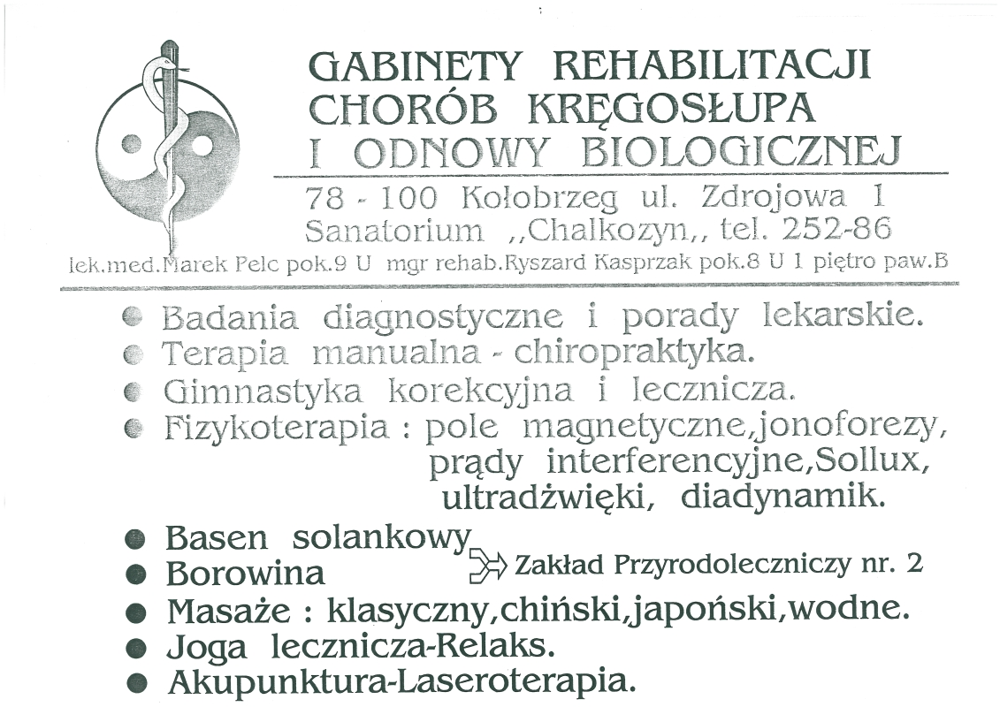 GABINETY REHABILITACJI
CHORÓB KRĘGOSŁUPA
I ODNOWY BIOLOGICZNEJ
78 - 100 Kołobrzeg ul. Zdrojowa 1
Sanatorium ,,Chalkozyn,, tel. 252-86
lek.med.Marek Pelc pok.9 U mgr rehab.Ryszard Kasprzak pok.8 U 1 piętro paw.B
Badania diagnostyczne i porady lekarskie.
Terapia manualna - chiropraktyka.
Gimnastyka korekcyjna i lecznicza.
Fizykoterapia : pole magnetyczne,jonoforezy,
prądy interferencyjne,Sollux,
ultradżwięki, diadynamik.
Basen solankowy
Borowina
Zakład Przyrodoleczniczy nr. 2
Masaże : klasyczny,chiński,japoński,wodne.
Joga lecznicza-Relaks.
Akupunktura-Laseroterapia.